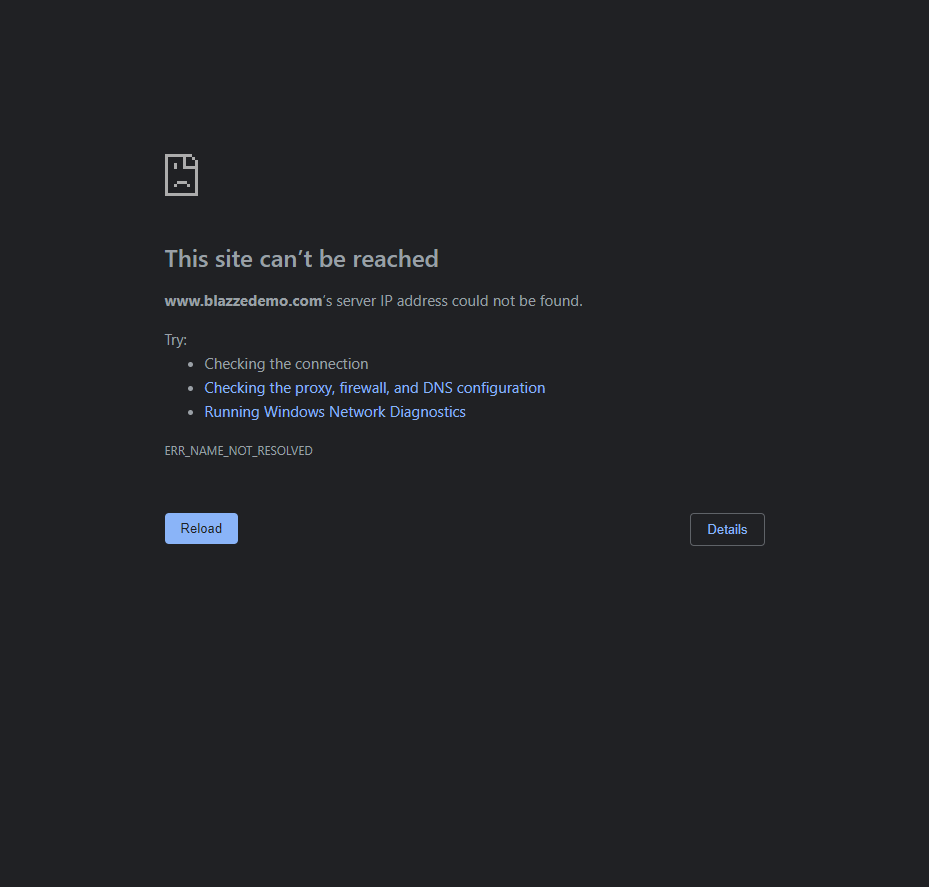 This site can’t be reached
www.blazzedemo.com’s server IP address could not be found.
Try:
• Checking the connection
• Checking the proxy, firewall, and DNS configuration
• Running Windows Network Diagnostics
ERR_NAME_NOT_RESOLVED
Reload
Details